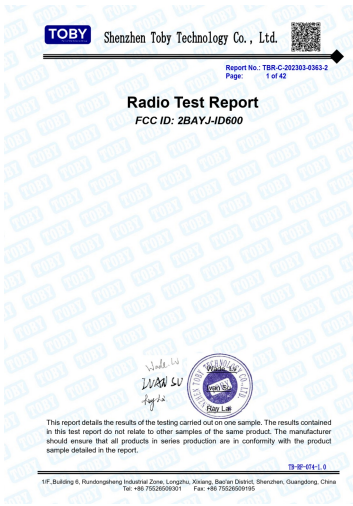 TOBY
Shenzhen Toby Technology Co., Ltd.
Report No.: TBR-C-202303-0363-2
Page: 1 of 42
Radio Test Report
FCC ID: 2BAYJ-ID600
WAN SU
Ray Lai
This report details the results of the testing carried out on one sample. The results contained
in this test report do not relate to other samples of the same product. The manufacturer
should ensure that all products in series production are in conformity with the product
sample detailed in the report.
TB-RF-074-1.0
1/F,Building 6, Rundongsheng Industrial Zone, Longzhu, Xixiang, Bao'an District, Shenzhen, Guangdong, China
Tel: +86 75526509301 Fax: +86 75526509195